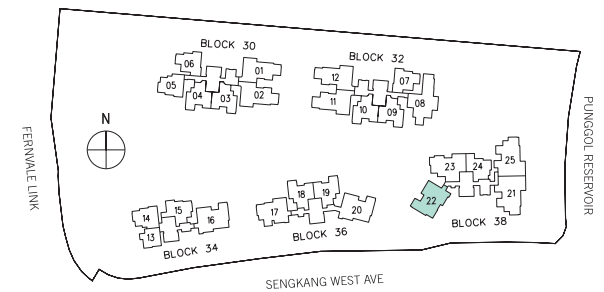 BLOCK 30
BLOCK 32
06
01
05
04
03
02
12
07
11
10
09
08
N
FERNVALE LINK
PUNGGOL RESERVOIR
23
24
25
22
21
BLOCK 38
18
19
17
20
BLOCK 36
14
15
16
13
BLOCK 34
SENGKANG WEST AVE